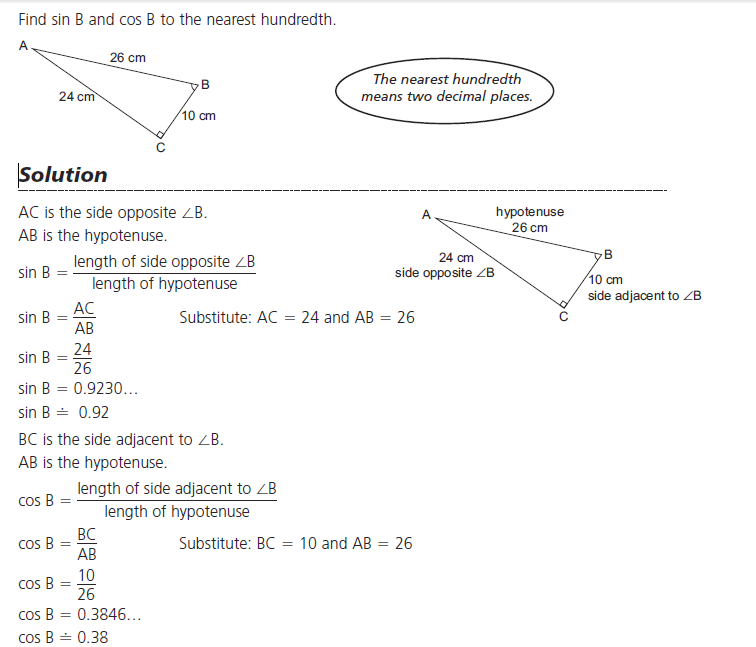 Find sin B and cos B to the nearest hundredth.
A
26 cm
B
24 cm
10 cm
C
The nearest hundredth
means two decimal places.
Solution
AC is the side opposite ∠B.
AB is the hypotenuse.
sin B = length of side opposite ∠B / length of hypotenuse
sin B = AC / AB    Substitute: AC = 24 and AB = 26
sin B = 24 / 26
sin B = 0.9230...
sin B ≐ 0.92
A
hypotenuse
26 cm
B
24 cm
side opposite ∠B
10 cm
side adjacent to ∠B
C
BC is the side adjacent to ∠B.
AB is the hypotenuse.
cos B = length of side adjacent to ∠B / length of hypotenuse
cos B = BC / AB    Substitute: BC = 10 and AB = 26
cos B = 10 / 26
cos B = 0.3846...
cos B ≐ 0.38